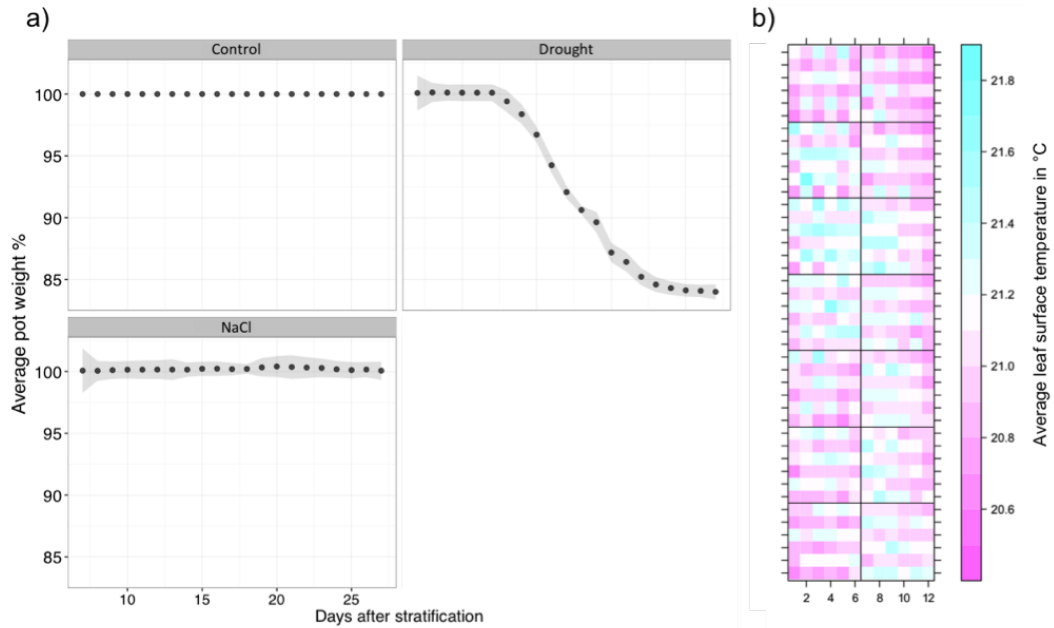 a)
b)
Control
Drought
100
95
90
85
NaCl
100
95
90
85
10 15 20 25
Days after stratification
Average pot weight %
2 4 6 8 10 12
21.8
21.6
21.4
21.2
21.0
20.8
20.6
Average leaf surface temperature in °C